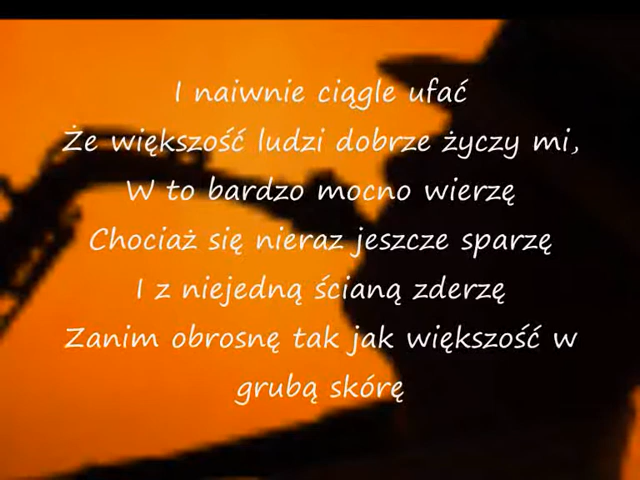 I naiwnie ciągle ufać
Że większość ludzi dobrze życzy mi,
W to bardzo mocno wierzę
Chociaż się nieraz jeszcze sparzę
I z niejedną ścianą zderzę
Zanim obrosnę tak jak większość w
grubą skórę